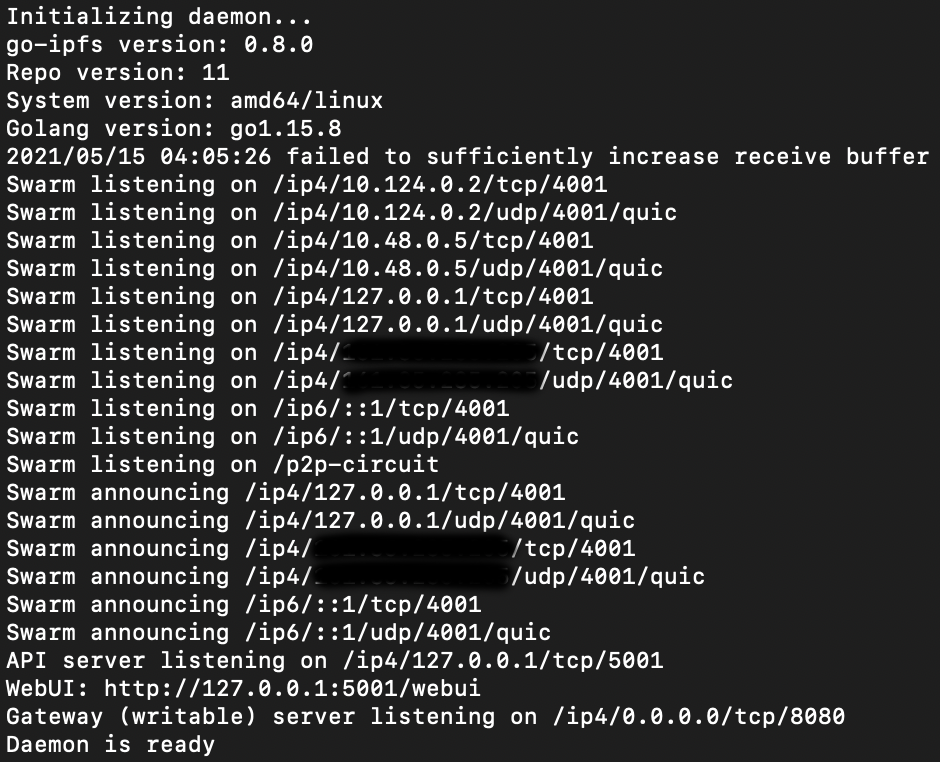 Initializing daemon...
go-ipfs version: 0.8.0
Repo version: 11
System version: amd64/linux
Golang version: go1.15.8
2021/05/15 04:05:26 failed to sufficiently increase receive buffer
Swarm listening on /ip4/10.124.0.2/tcp/4001
Swarm listening on /ip4/10.124.0.2/udp/4001/quic
Swarm listening on /ip4/10.48.0.5/tcp/4001
Swarm listening on /ip4/10.48.0.5/udp/4001/quic
Swarm listening on /ip4/127.0.0.1/tcp/4001
Swarm listening on /ip4/127.0.0.1/udp/4001/quic
Swarm listening on /ip4/ /tcp/4001
Swarm listening on /ip4/ /udp/4001/quic
Swarm listening on /ip6/::1/tcp/4001
Swarm listening on /ip6/::1/udp/4001/quic
Swarm listening on /p2p-circuit
Swarm announcing /ip4/127.0.0.1/tcp/4001
Swarm announcing /ip4/127.0.0.1/udp/4001/quic
Swarm announcing /ip4/ /tcp/4001
Swarm announcing /ip4/ /udp/4001/quic
Swarm announcing /ip6/::1/tcp/4001
Swarm announcing /ip6/::1/udp/4001/quic
API server listening on /ip4/127.0.0.1/tcp/5001
WebUI: http://127.0.0.1:5001/webui
Gateway (writable) server listening on /ip4/0.0.0.0/tcp/8080
Daemon is ready